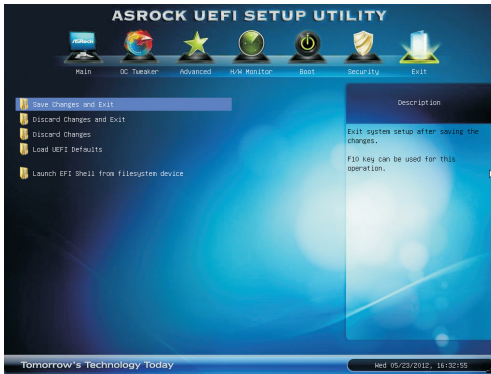 ASROCK UEFI SETUP UTILITY
ASRock
Main OC Tweaker Advanced H/W Monitor Boot Security Exit
Save Changes and Exit
Discard Changes and Exit
Discard Changes
Load UEFI Defaults
Launch EFI Shell from filesystem device
Description
Exit system setup after saving the
changes.
F10 key can be used for this
operation.
Tomorrow's Technology Today
Wed 05/23/2012, 16:32:55